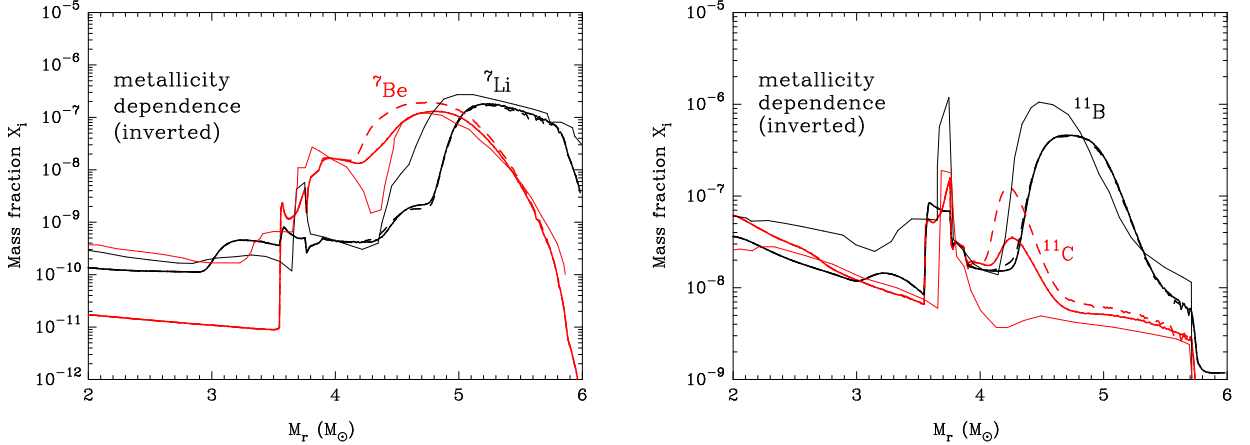 10⁻⁵
10⁻⁶
10⁻⁷
10⁻⁸
10⁻⁹
10⁻¹⁰
10⁻¹¹
10⁻¹²
Mass fraction Xᵢ
metallicity
dependence
(inverted)
⁷Be
⁷Li
2 3 4 5 6
Mᵣ (M☉)
10⁻⁵
10⁻⁶
10⁻⁷
10⁻⁸
10⁻⁹
Mass fraction Xᵢ
metallicity
dependence
(inverted)
¹¹B
¹¹C
2 3 4 5 6
Mᵣ (M☉)